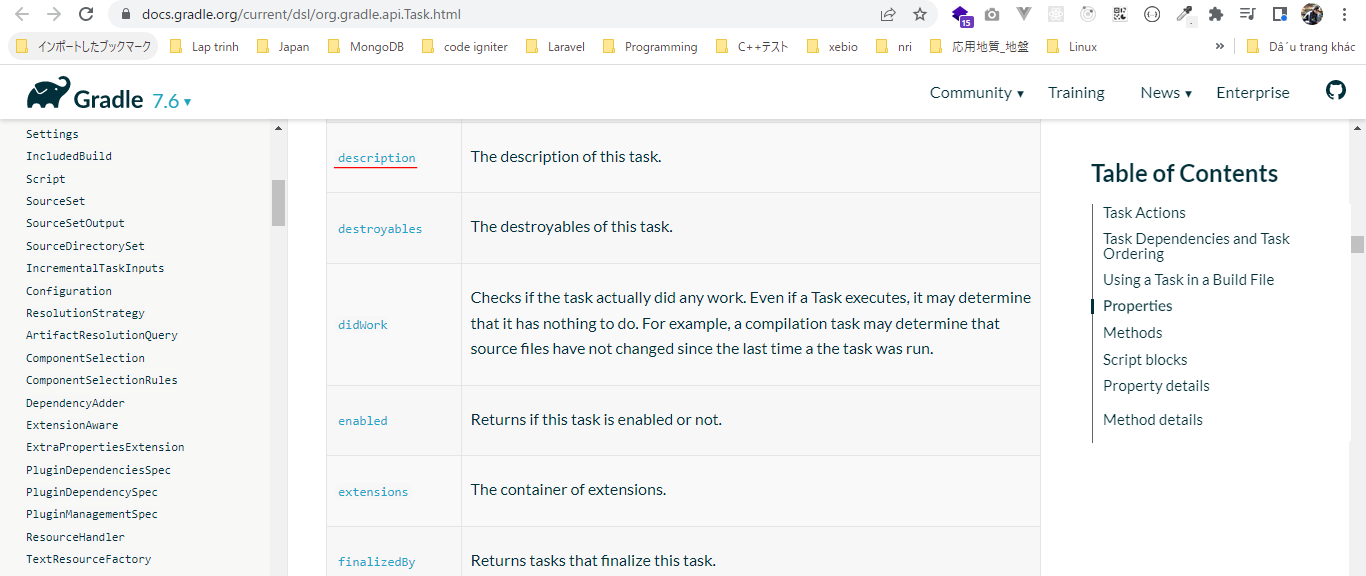 docs.gradle.org/current/dsl/org.gradle.api.Task.html
15
インポートしたブックマーク
Lap trinh
Japan
MongoDB
code igniter
Laravel
Programming
C++テスト
xebio
nri
応用地質_地盤
Linux
»
Dấu trang khác
Gradle 7.6 ▾
Community ▾
Training
News ▾
Enterprise
Settings
IncludedBuild
Script
SourceSet
SourceSetOutput
SourceDirectorySet
IncrementalTaskInputs
Configuration
ResolutionStrategy
ArtifactResolutionQuery
ComponentSelection
ComponentSelectionRules
DependencyAdder
ExtensionAware
ExtraPropertiesExtension
PluginDependenciesSpec
PluginDependencySpec
PluginManagementSpec
ResourceHandler
TextResourceFactory
description
The description of this task.
destroyables
The destroyables of this task.
didWork
Checks if the task actually did any work. Even if a Task executes, it may determine
that it has nothing to do. For example, a compilation task may determine that
source files have not changed since the last time a the task was run.
enabled
Returns if this task is enabled or not.
extensions
The container of extensions.
finalizedBy
Returns tasks that finalize this task.
Table of Contents
Task Actions
Task Dependencies and Task
Ordering
Using a Task in a Build File
Properties
Methods
Script blocks
Property details
Method details